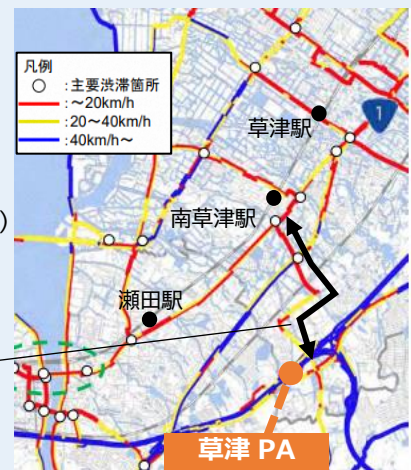 凡例
○ :主要渋滞箇所
:~20km/h
:20~40km/h
:40km/h~
1
草津駅
南草津駅
)
瀬田駅
草津 PA